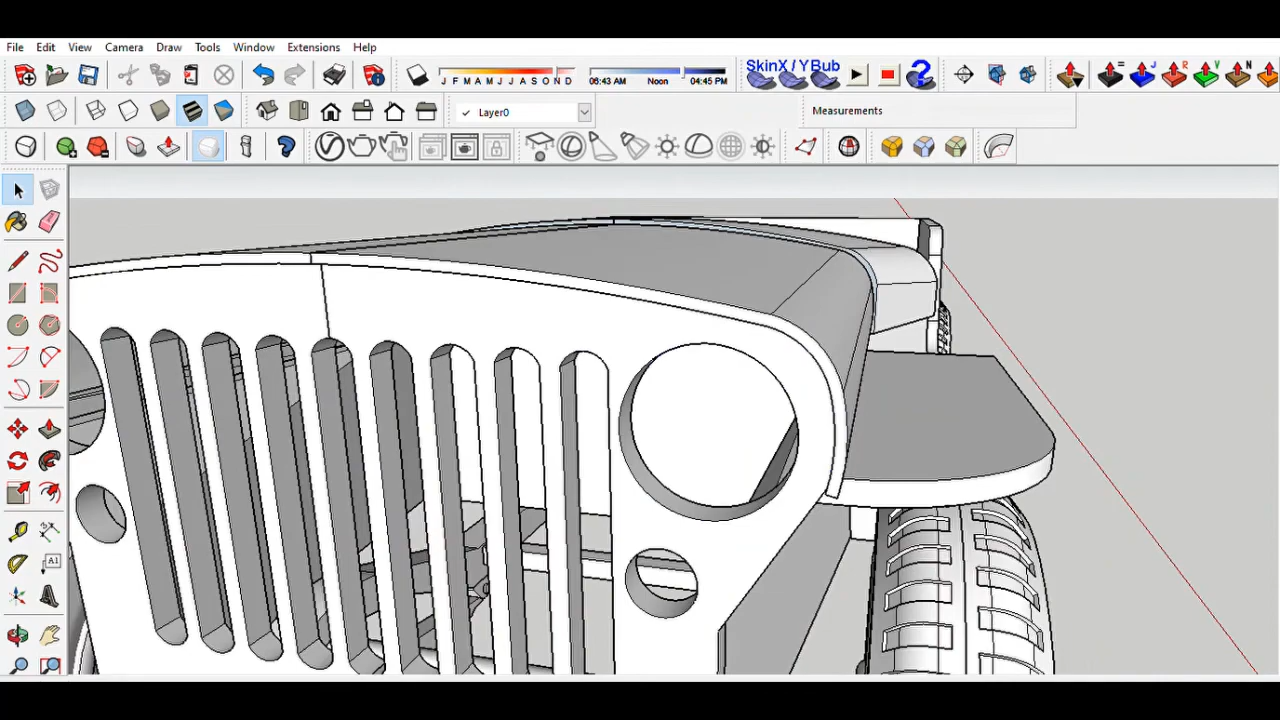 File Edit View Camera Draw Tools Window Extensions Help
J F M A M J J A S O N D
06:43 AM Noon 04:45 PM
SkinX / YBub
= J R V N
Layer0
Measurements
A1